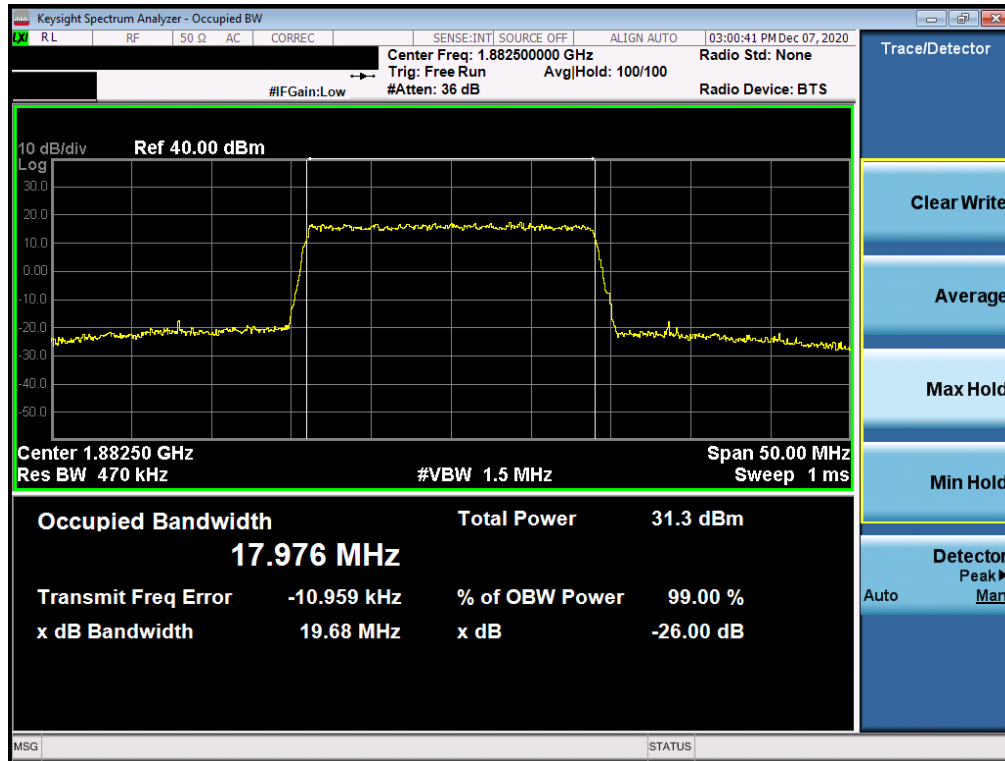 Keysight Spectrum Analyzer - Occupied BW
LXI RL RF 50 Ω AC CORREC SENSE:INT SOURCE OFF ALIGN AUTO 03:00:41 PM Dec 07, 2020
Center Freq: 1.882500000 GHz Radio Std: None
Trig: Free Run Avg|Hold: 100/100
#IFGain:Low #Atten: 36 dB Radio Device: BTS
Trace/Detector
10 dB/div Ref 40.00 dBm
Log
30.0
20.0
10.0
0.00
-10.0
-20.0
-30.0
-40.0
-50.0
Center 1.88250 GHz Span 50.00 MHz
Res BW 470 kHz #VBW 1.5 MHz Sweep 1 ms
Occupied Bandwidth Total Power 31.3 dBm
17.976 MHz
Transmit Freq Error -10.959 kHz % of OBW Power 99.00 %
x dB Bandwidth 19.68 MHz x dB -26.00 dB
Clear Write
Average
Max Hold
Min Hold
Detector
Peak▶
Auto Man
MSG STATUS